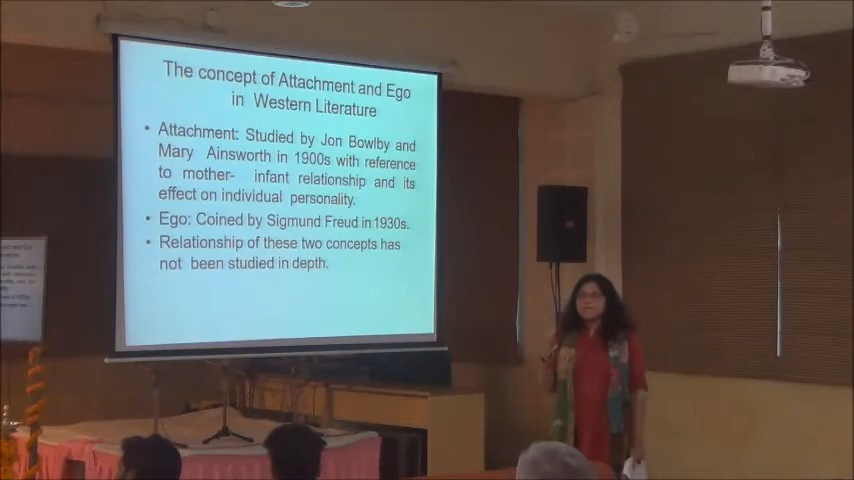 The concept of Attachment and Ego
in Western Literature
• Attachment: Studied by Jon Bowlby and
Mary Ainsworth in 1900s with reference
to mother- infant relationship and its
effect on individual personality.
• Ego: Coined by Sigmund Freud in 1930s.
• Relationship of these two concepts has
not been studied in depth.